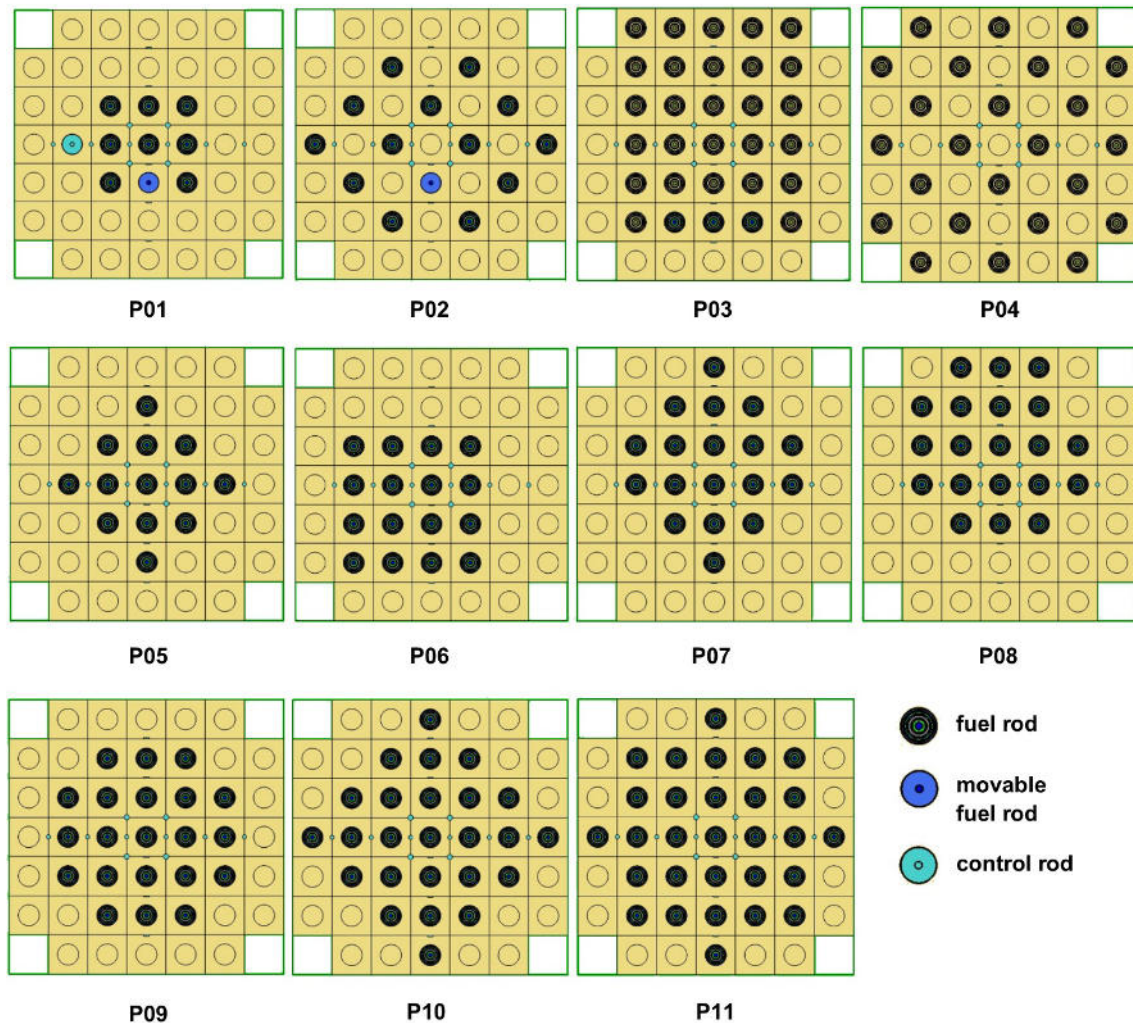 P01
P02
P03
P04
P05
P06
P07
P08
P09
P10
P11
fuel rod
movable
fuel rod
control rod